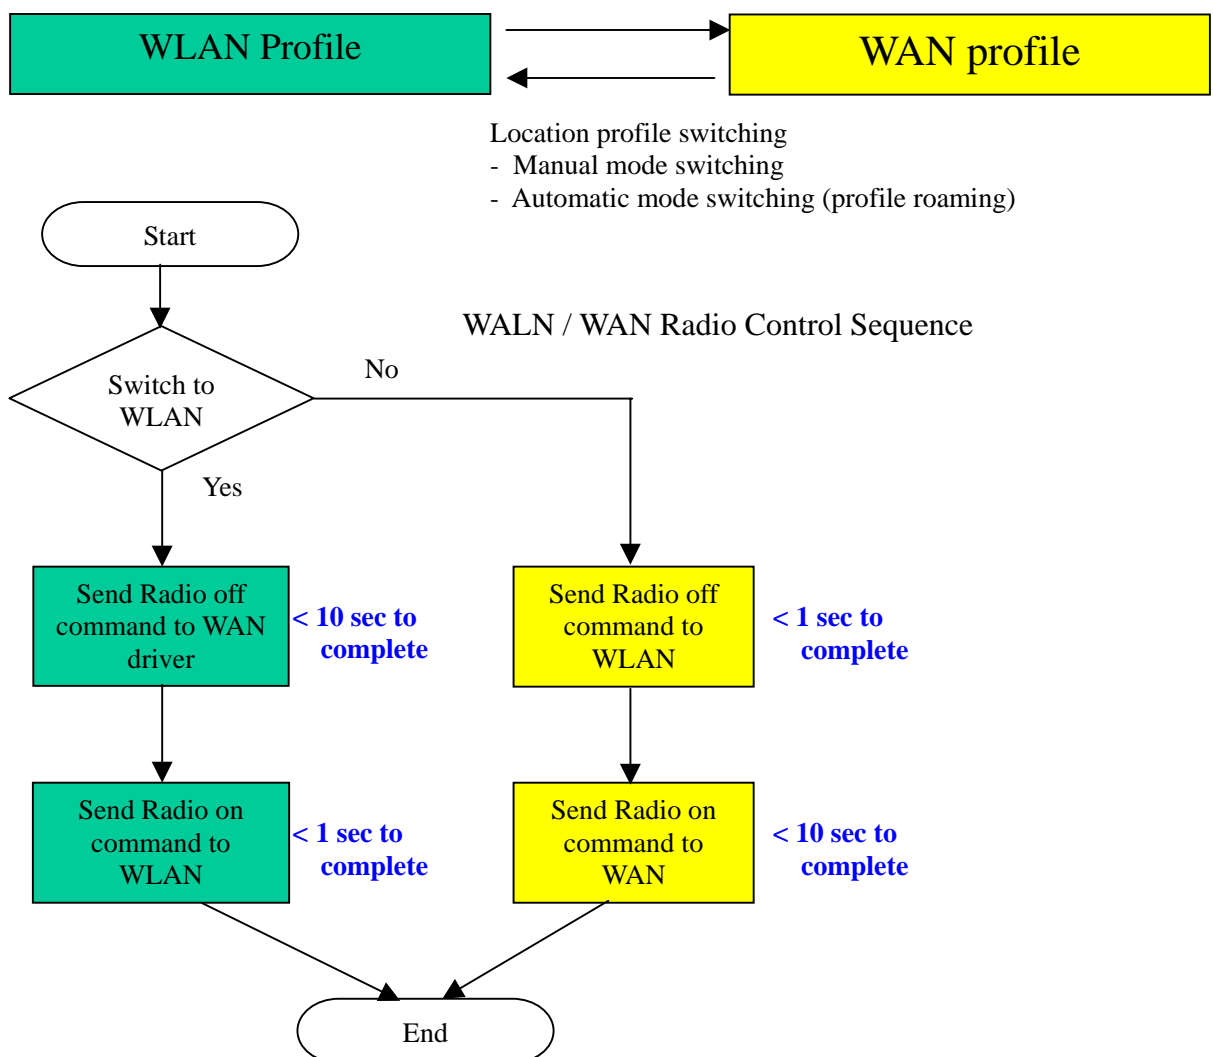 WLAN Profile
WAN profile
Location profile switching
- Manual mode switching
- Automatic mode switching (profile roaming)
Start
WALN / WAN Radio Control Sequence
Switch to
WLAN
No
Yes
Send Radio off
command to WAN
driver
< 10 sec to
complete
Send Radio off
command to
WLAN
< 1 sec to
complete
Send Radio on
command to
WLAN
< 1 sec to
complete
Send Radio on
command to
WAN
< 10 sec to
complete
End